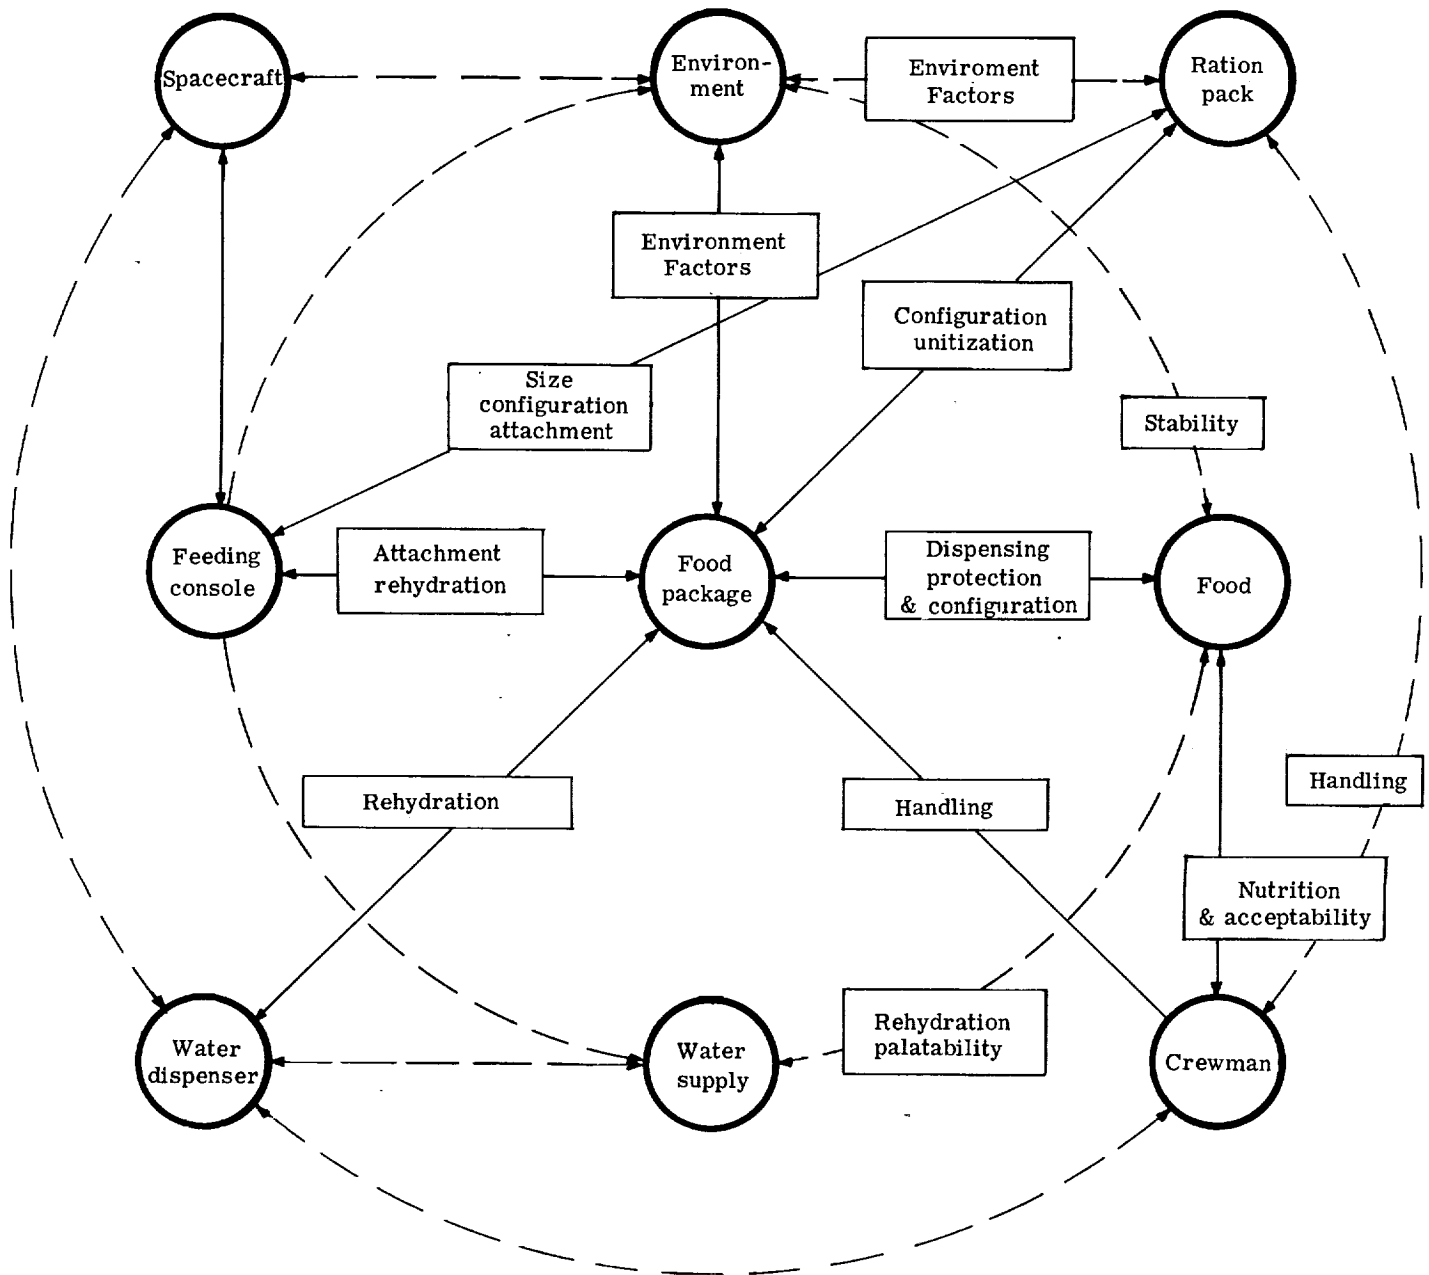 Spacecraft
Environ-
ment
Enviroment
Factors
Ration
pack
Environment
Factors
Configuration
unitization
Size
configuration
attachment
Stability
Feeding
console
Attachment
rehydration
Food
package
Dispensing
protection
& configuration
Food
Rehydration
Handling
Handling
Nutrition
& acceptability
Water
dispenser
Water
supply
Rehydration
palatability
Crewman